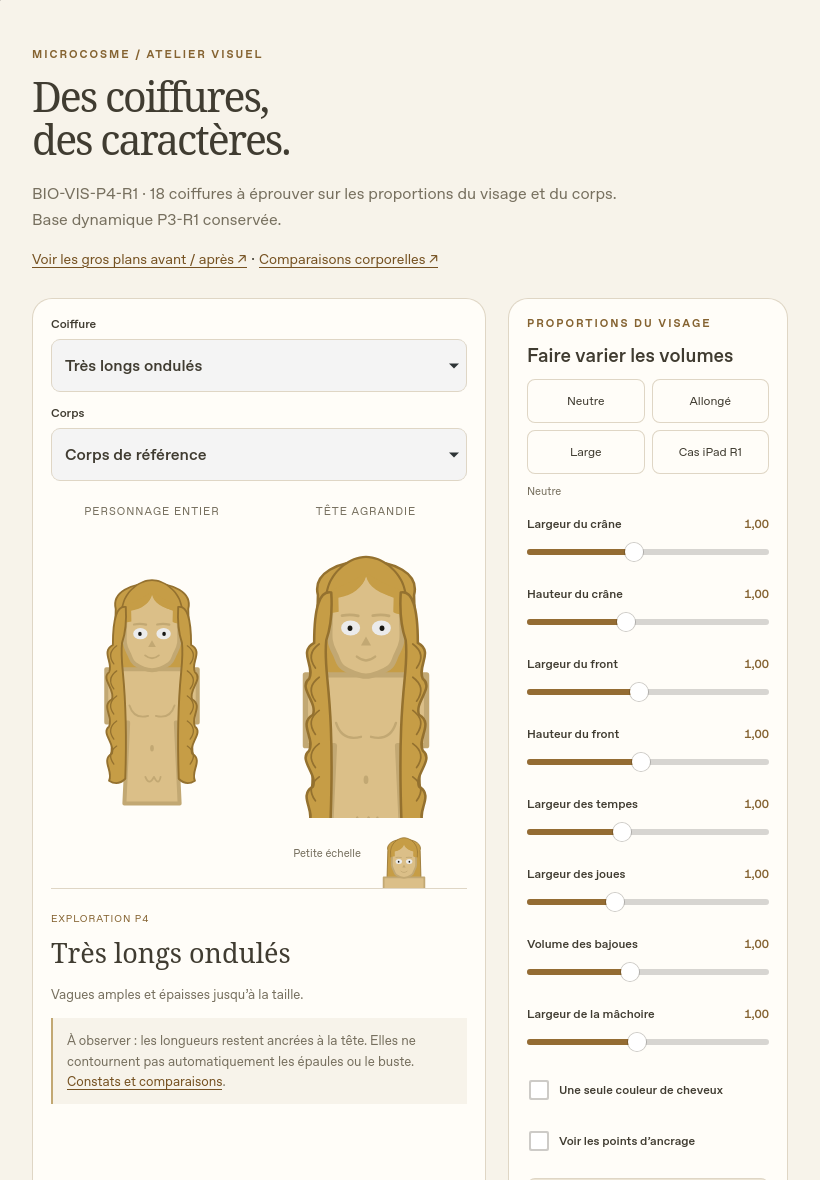 MICROCOSME / ATELIER VISUEL
Des coiffures,
des caractères.
BIO-VIS-P4-R1 · 18 coiffures à éprouver sur les proportions du visage et du corps.
Base dynamique P3-R1 conservée.
Voir les gros plans avant / après ↗ · Comparaisons corporelles ↗
Coiffure
Très longs ondulés
Corps
Corps de référence
PERSONNAGE ENTIER
TÊTE AGRANDIE
Petite échelle
EXPLORATION P4
Très longs ondulés
Vagues amples et épaisses jusqu’à la taille.
À observer : les longueurs restent ancrées à la tête. Elles ne
contournent pas automatiquement les épaules ou le buste.
Constats et comparaisons.
PROPORTIONS DU VISAGE
Faire varier les volumes
Neutre
Allongé
Large
Cas iPad R1
Neutre
Largeur du crâne 1,00
Hauteur du crâne 1,00
Largeur du front 1,00
Hauteur du front 1,00
Largeur des tempes 1,00
Largeur des joues 1,00
Volume des bajoues 1,00
Largeur de la mâchoire 1,00
Une seule couleur de cheveux
Voir les points d’ancrage